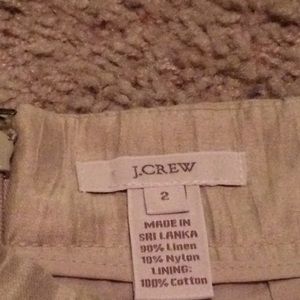 J.CREW
2
MADE IN
SRI LANKA
90% Linen
10% Nylon
LINING:
100% Cotton